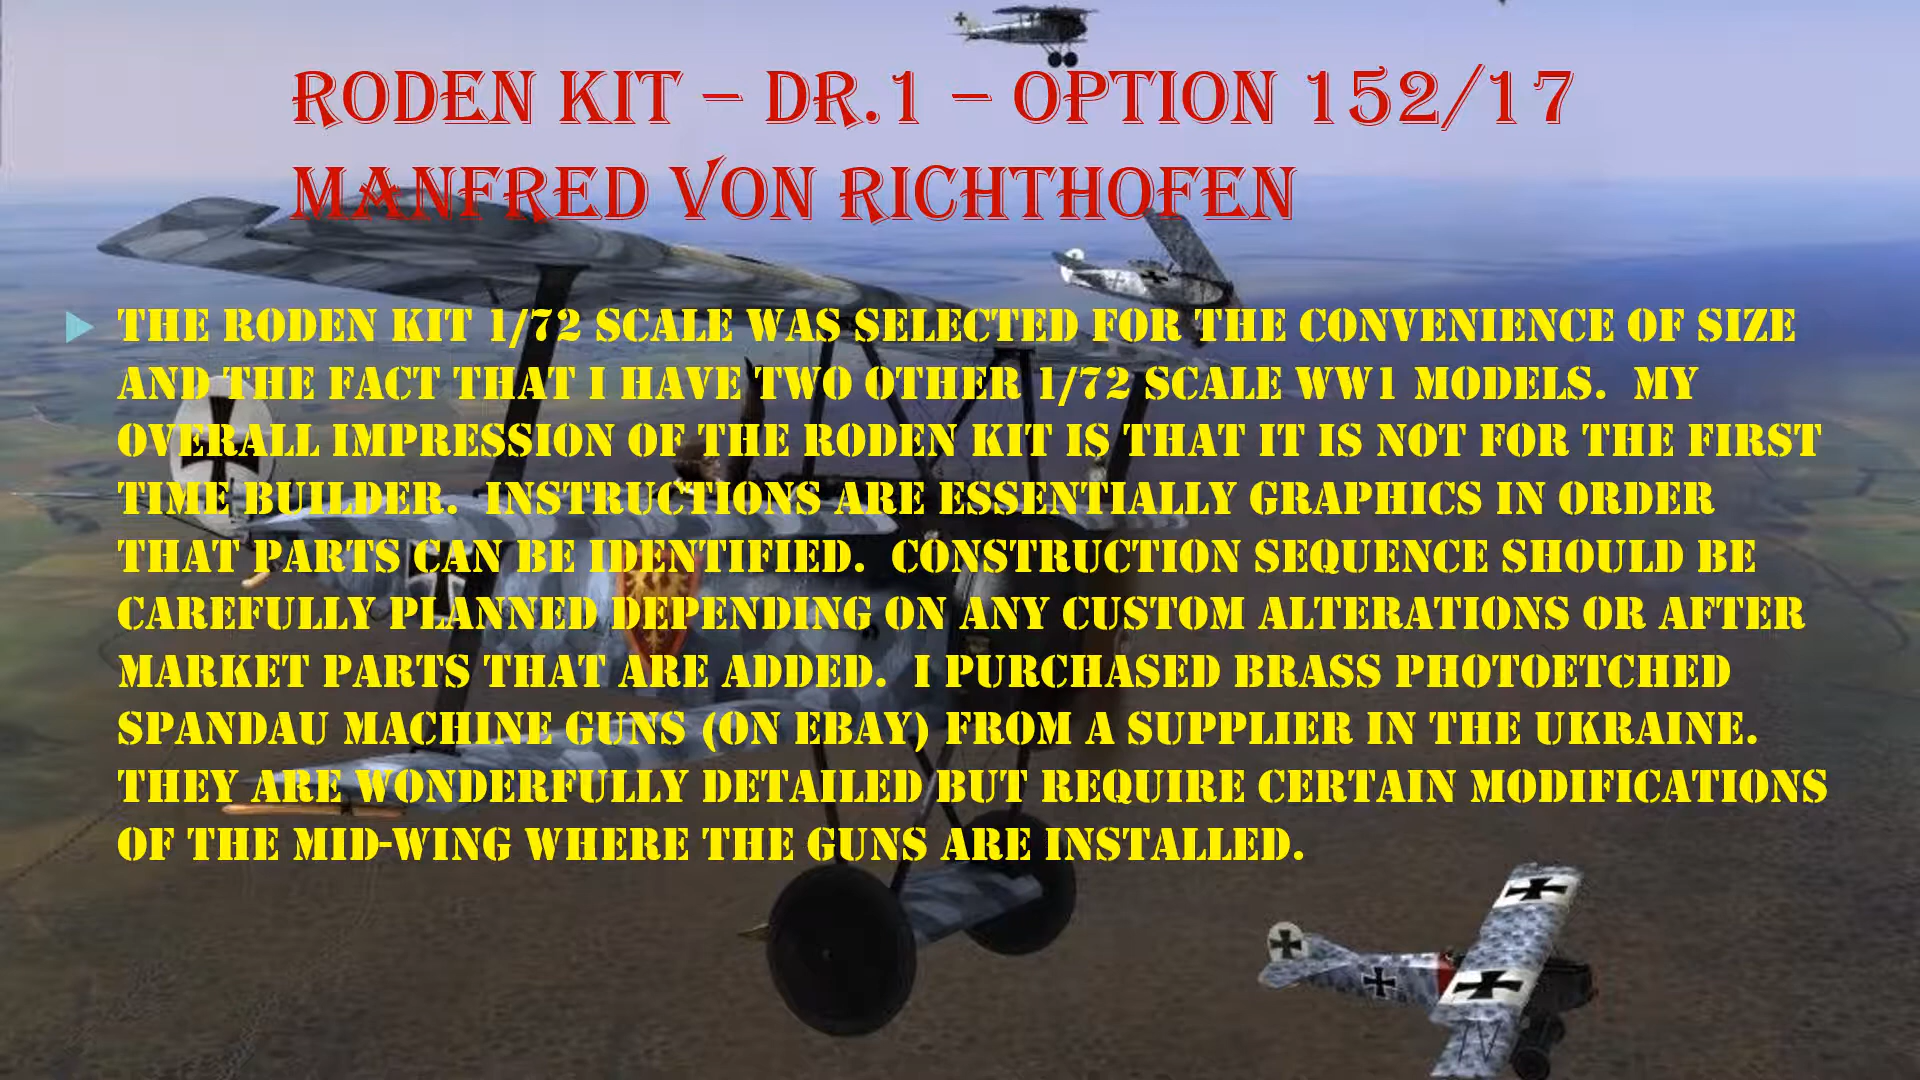 RODEN KIT – DR.1 – OPTION 152/17
MANFRED VON RICHTHOFEN
THE RODEN KIT 1/72 SCALE WAS SELECTED FOR THE CONVENIENCE OF SIZE
AND THE FACT THAT I HAVE TWO OTHER 1/72 SCALE WW1 MODELS.  MY
OVERALL IMPRESSION OF THE RODEN KIT IS THAT IT IS NOT FOR THE FIRST
TIME BUILDER.  INSTRUCTIONS ARE ESSENTIALLY GRAPHICS IN ORDER
THAT PARTS CAN BE IDENTIFIED.  CONSTRUCTION SEQUENCE SHOULD BE
CAREFULLY PLANNED DEPENDING ON ANY CUSTOM ALTERATIONS OR AFTER
MARKET PARTS THAT ARE ADDED.  I PURCHASED BRASS PHOTOETCHED
SPANDAU MACHINE GUNS (ON EBAY) FROM A SUPPLIER IN THE UKRAINE.
THEY ARE WONDERFULLY DETAILED BUT REQUIRE CERTAIN MODIFICATIONS
OF THE MID-WING WHERE THE GUNS ARE INSTALLED.